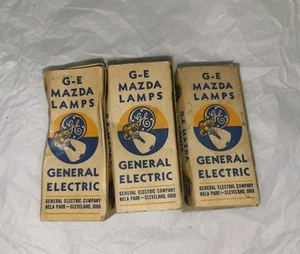 G-E
MAZDA
LAMPS
GE
GENERAL
ELECTRIC
GENERAL ELECTRIC COMPANY
NELA PARK — CLEVELAND, OHIO
G-E
MAZDA
LAMPS
GE
GENERAL
ELECTRIC
GENERAL ELECTRIC COMPANY
NELA PARK — CLEVELAND, OHIO
G-E
MAZDA
LAMPS
GE
GENERAL
ELECTRIC
GENERAL ELECTRIC COMPANY
NELA PARK — CLEVELAND, OHIO
MAZDA